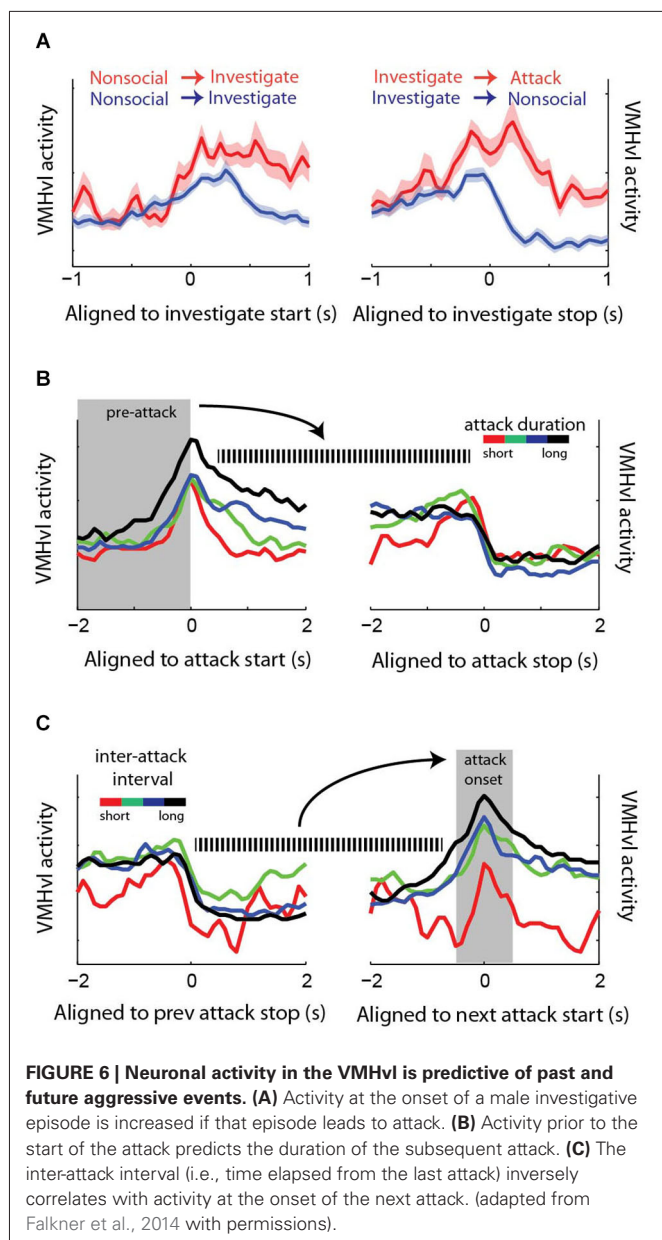 A
Nonsocial → Investigate
Nonsocial → Investigate
Investigate → Attack
Investigate → Nonsocial
VMHvl activity
VMHvl activity
−1 0 1
−1 0 1
Aligned to investigate start (s)
Aligned to investigate stop (s)
B
pre-attack
attack duration
short long
VMHvl activity
VMHvl activity
−2 0 2
−2 0 2
Aligned to attack start (s)
Aligned to attack stop (s)
C
inter-attack
interval
short long
attack
onset
VMHvl activity
VMHvl activity
−2 0 2
−2 0 2
Aligned to prev attack stop (s)
Aligned to next attack start (s)
FIGURE 6 | Neuronal activity in the VMHvl is predictive of past and
future aggressive events. (A) Activity at the onset of a male investigative
episode is increased if that episode leads to attack. (B) Activity prior to the
start of the attack predicts the duration of the subsequent attack. (C) The
inter-attack interval (i.e., time elapsed from the last attack) inversely
correlates with activity at the onset of the next attack. (adapted from
Falkner et al., 2014 with permissions).